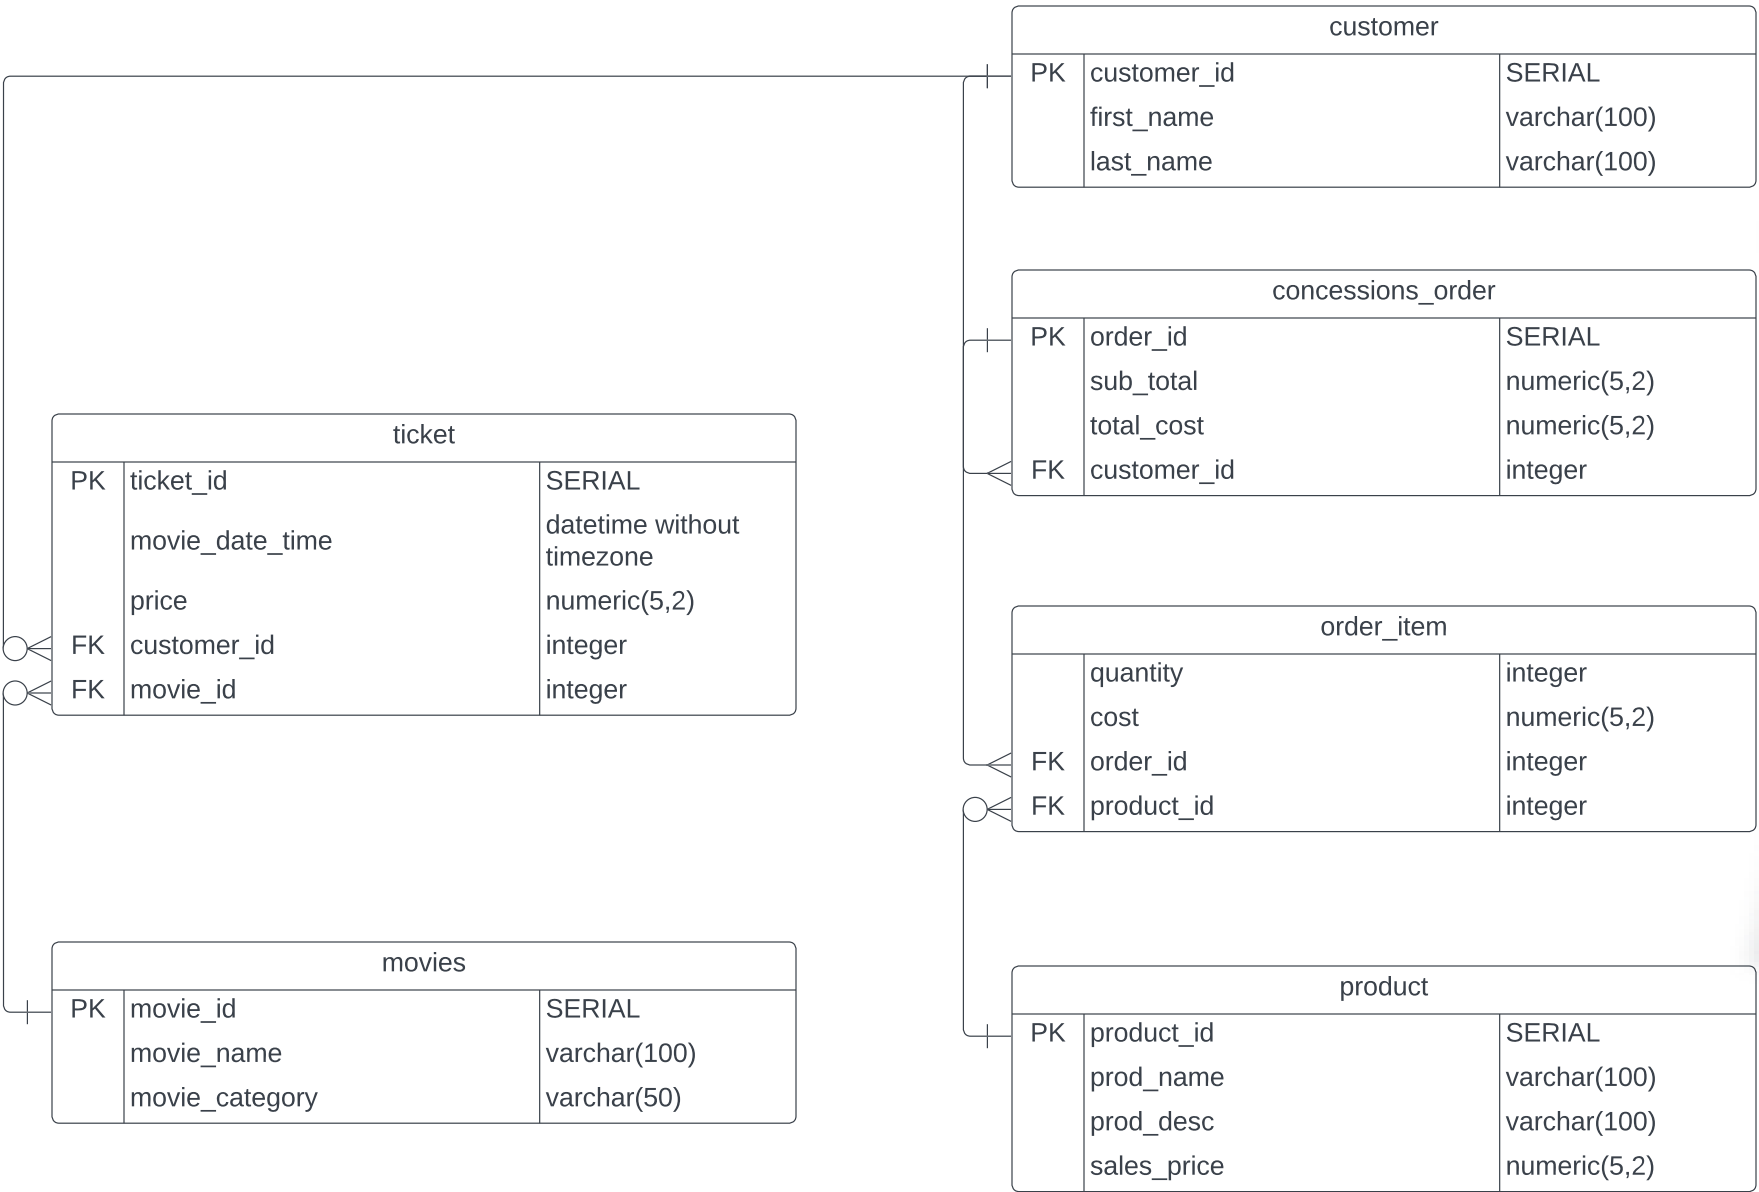 customer
PK customer_id SERIAL
first_name varchar(100)
last_name varchar(100)
concessions_order
PK order_id SERIAL
sub_total numeric(5,2)
total_cost numeric(5,2)
FK customer_id integer
ticket
PK ticket_id SERIAL
movie_date_time datetime without
timezone
price numeric(5,2)
FK customer_id integer
FK movie_id integer
order_item
quantity integer
cost numeric(5,2)
FK order_id integer
FK product_id integer
movies
PK movie_id SERIAL
movie_name varchar(100)
movie_category varchar(50)
product
PK product_id SERIAL
prod_name varchar(100)
prod_desc varchar(100)
sales_price numeric(5,2)